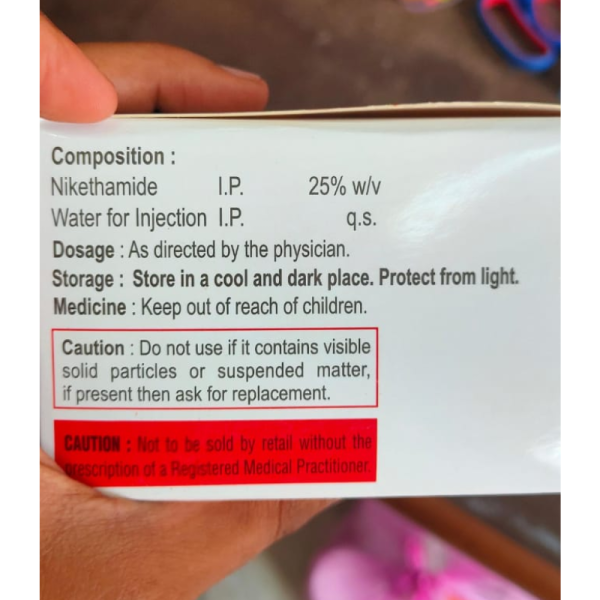 Composition :
Nikethamide I.P. 25% w/v
Water for Injection I.P. q.s.
Dosage : As directed by the physician.
Storage : Store in a cool and dark place. Protect from light.
Medicine : Keep out of reach of children.
Caution : Do not use if it contains visible
solid particles or suspended matter,
if present then ask for replacement.
CAUTION : Not to be sold by retail without the
prescription of a Registered Medical Practitioner.